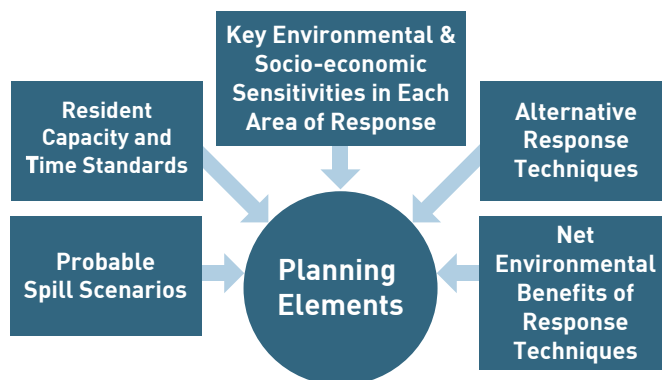 Key Environmental &
Socio-economic
Sensitivities in Each
Area of Response
Resident
Capacity and
Time Standards
Alternative
Response
Techniques
Probable
Spill Scenarios
Planning
Elements
Net
Environmental
Benefits of
Response
Techniques